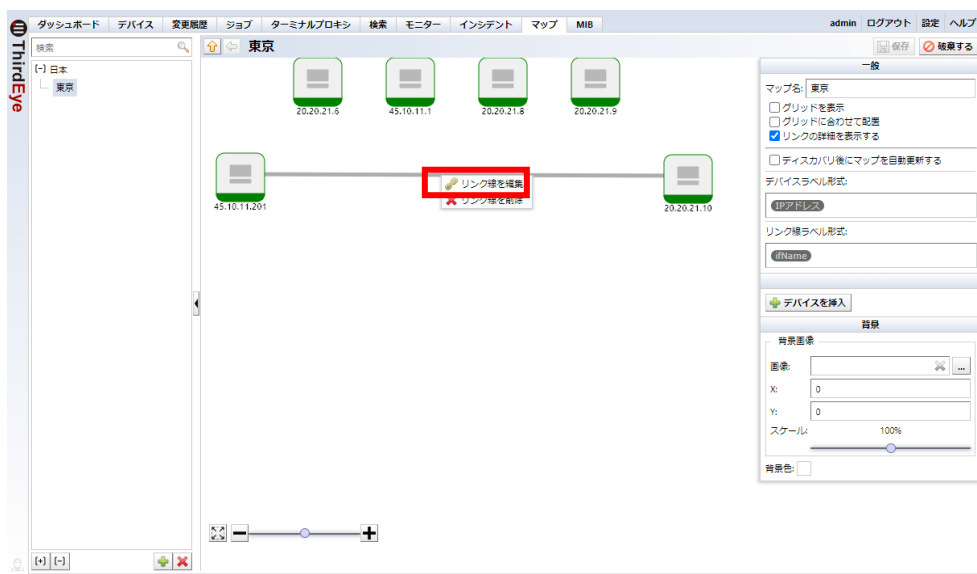 ThirdEye
ダッシュボード デバイス 変更履歴 ジョブ ターミナルプロキシ 検索 モニター インシデント マップ MIB admin ログアウト 設定 ヘルプ
検索
東京
保存 破棄する
[-] 日本
東京
20.20.21.6 45.10.11.1 20.20.21.8 20.20.21.9
45.10.11.201
20.20.21.10
リンク線を編集
リンク線を削除
一般
マップ名: 東京
グリッドを表示
グリッドに合わせて配置
リンクの詳細を表示する
ディスカバリ後にマップを自動更新する
デバイスラベル形式:
IPアドレス
リンク線ラベル形式:
ifName
デバイスを挿入
背景
背景画像
画像: ...
X: 0
Y: 0
スケール: 100%
背景色:
[+] [-]